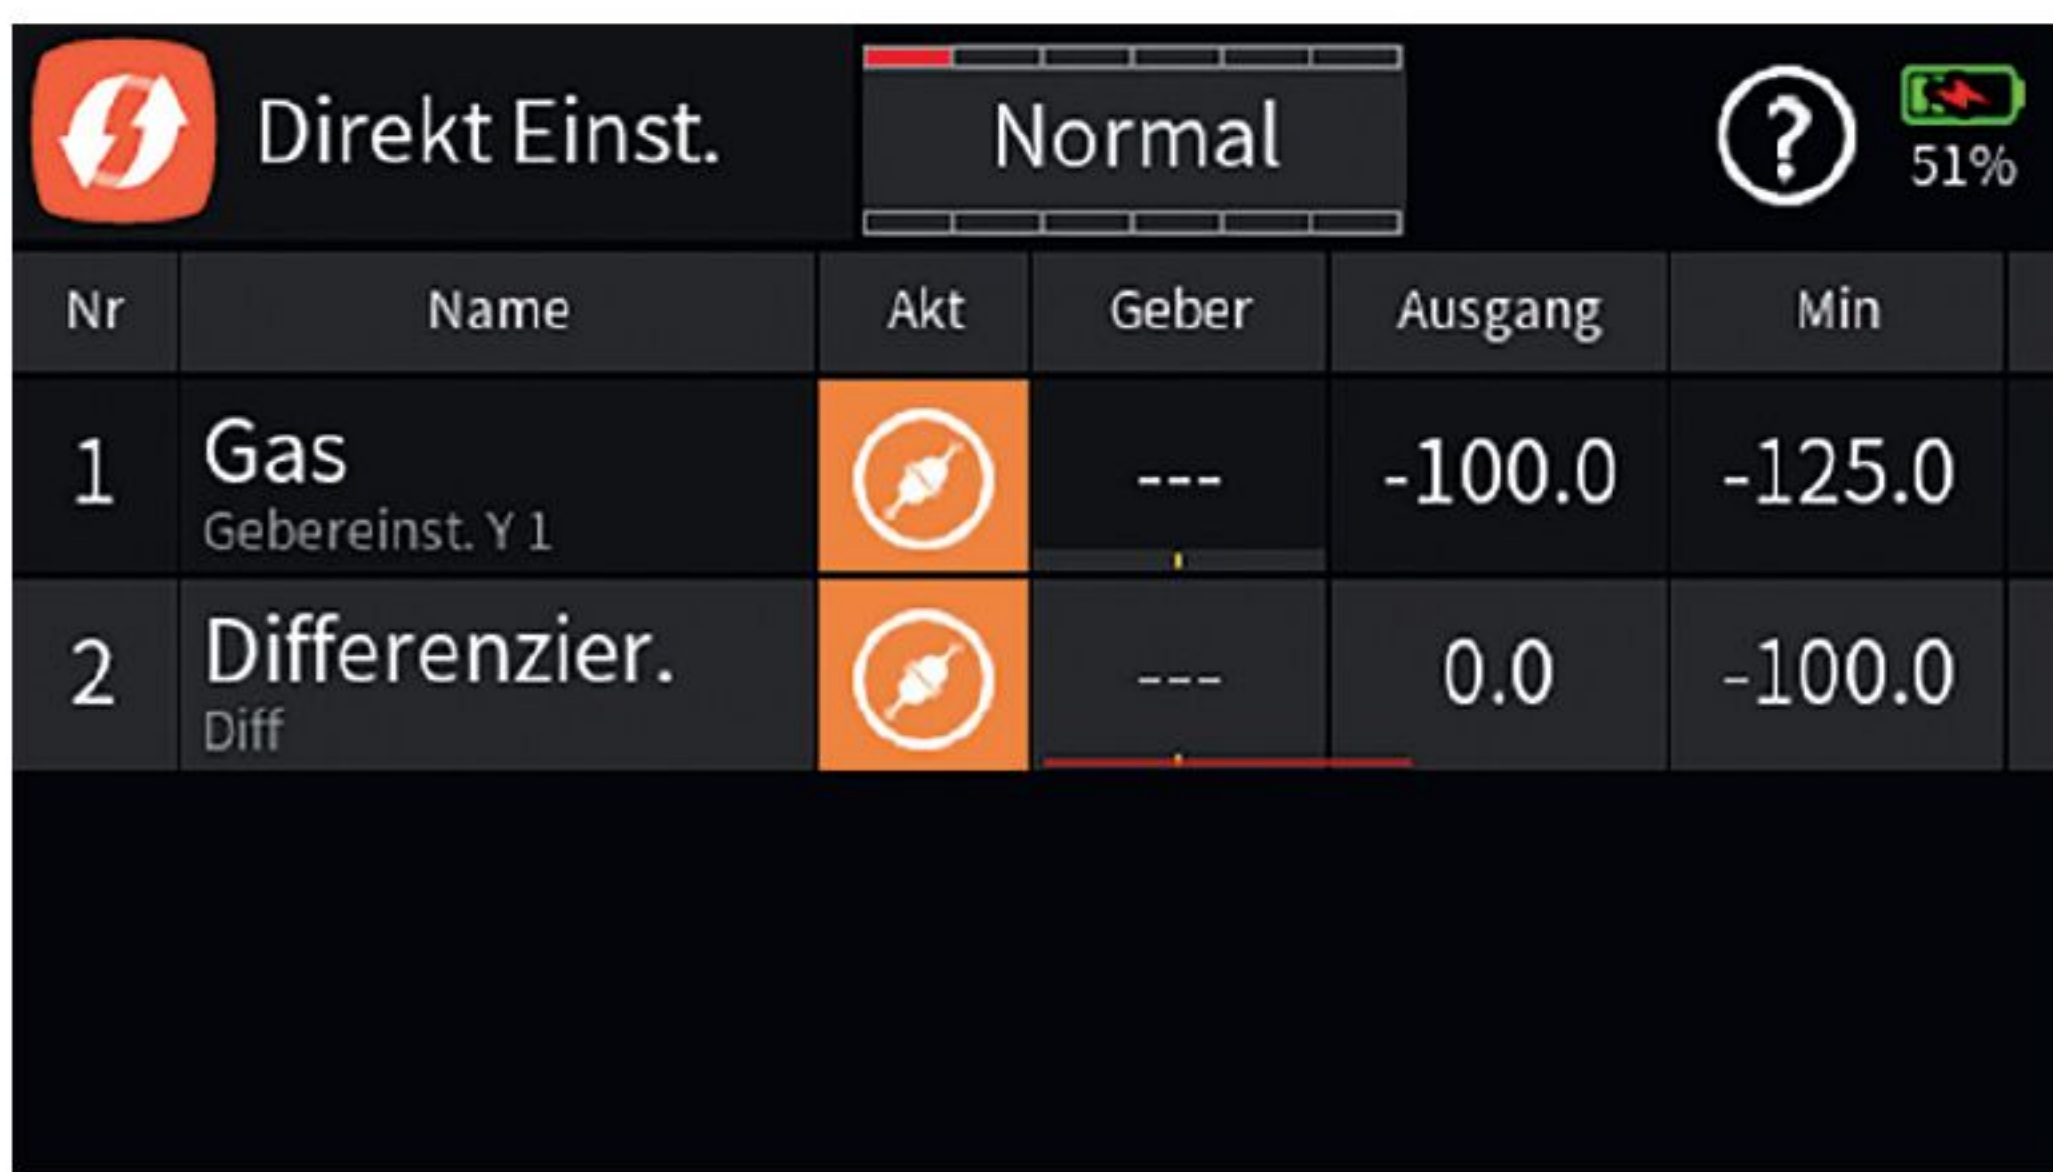 Direkt Einst.
Normal
?
51%
Nr Name Akt Geber Ausgang Min
1 Gas --- -100.0 -125.0
Gebereinst. Y 1
2 Differenzier. --- 0.0 -100.0
Diff